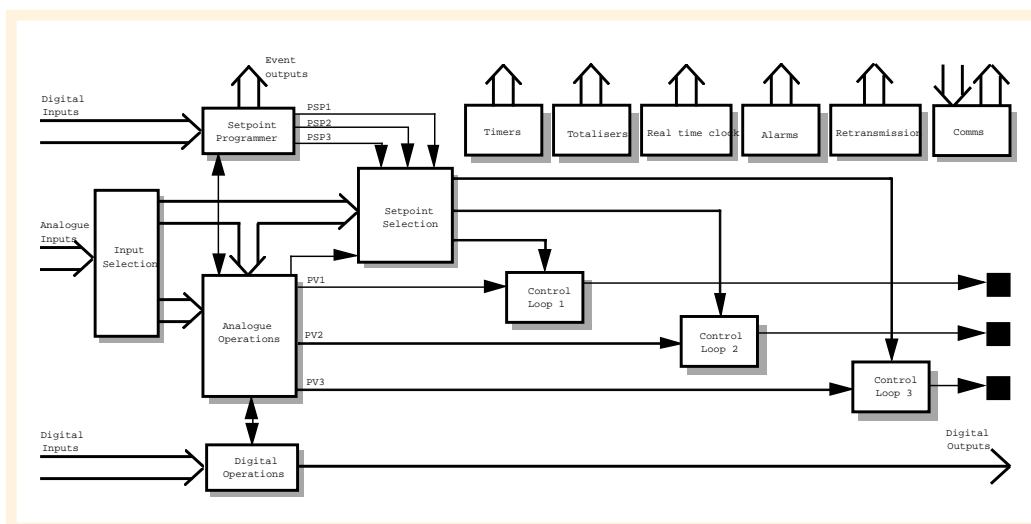 Event
outputs
Digital
Inputs
Setpoint
Programmer
PSP1
PSP2
PSP3
Timers
Totalisers
Real time clock
Alarms
Retransmission
Comms
Setpoint
Selection
Analogue
Inputs
Input
Selection
PV1
Control
Loop 1
Analogue
Operations
PV2
Control
Loop 2
PV3
Control
Loop 3
Digital
Inputs
Digital
Operations
Digital
Outputs